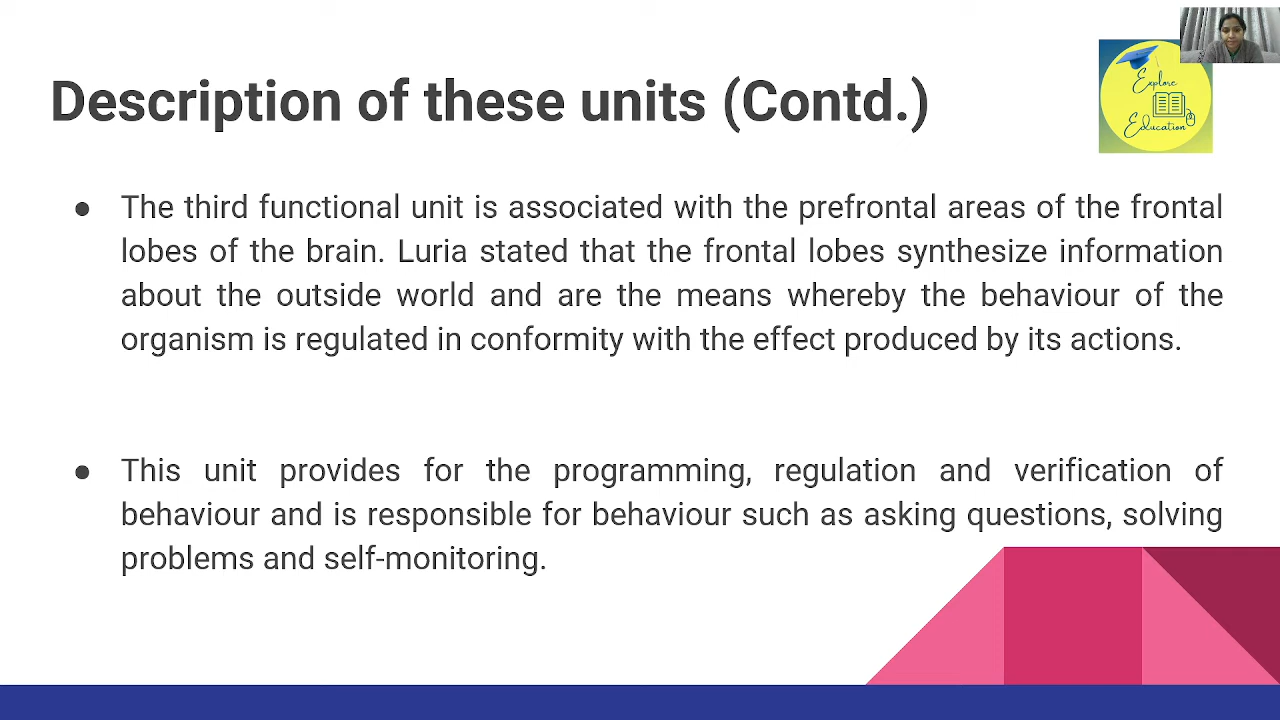 Description of these units (Contd.)
Explore
Education
● The third functional unit is associated with the prefrontal areas of the frontal
lobes of the brain. Luria stated that the frontal lobes synthesize information
about the outside world and are the means whereby the behaviour of the
organism is regulated in conformity with the effect produced by its actions.
● This unit provides for the programming, regulation and verification of
behaviour and is responsible for behaviour such as asking questions, solving
problems and self-monitoring.